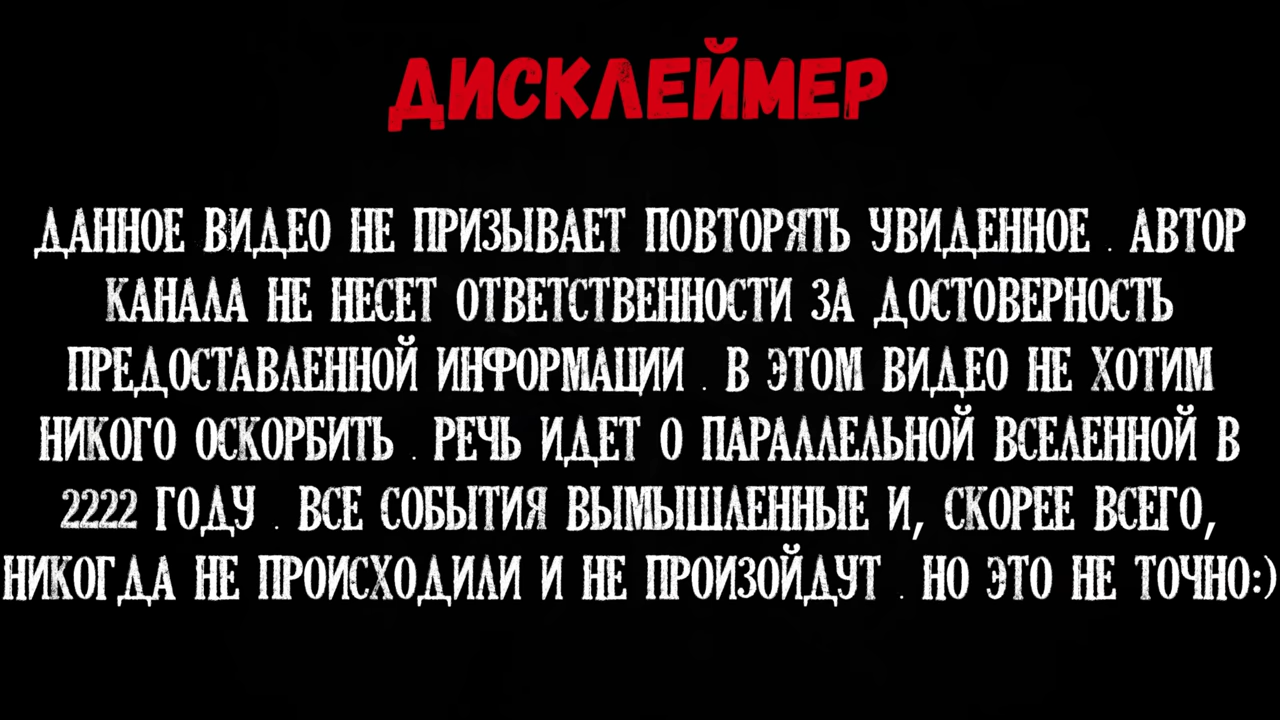 ДИСКЛЕЙМЕР
ДАННОЕ ВИДЕО НЕ ПРИЗЫВАЕТ ПОВТОРЯТЬ УВИДЕННОЕ . АВТОР
КАНАЛА НЕ НЕСЕТ ОТВЕТСТВЕННОСТИ ЗА ДОСТОВЕРНОСТЬ
ПРЕДОСТАВЛЕННОЙ ИНФОРМАЦИИ . В ЭТОМ ВИДЕО НЕ ХОТИМ
НИКОГО ОСКОРБИТЬ . РЕЧЬ ИДЕТ О ПАРАЛЛЕЛЬНОЙ ВСЕЛЕННОЙ В
2222 ГОДУ . ВСЕ СОБЫТИЯ ВЫМЫШЛЕННЫЕ И, СКОРЕЕ ВСЕГО,
НИКОГДА НЕ ПРОИСХОДИЛИ И НЕ ПРОИЗОЙДУТ . НО ЭТО НЕ ТОЧНО:)